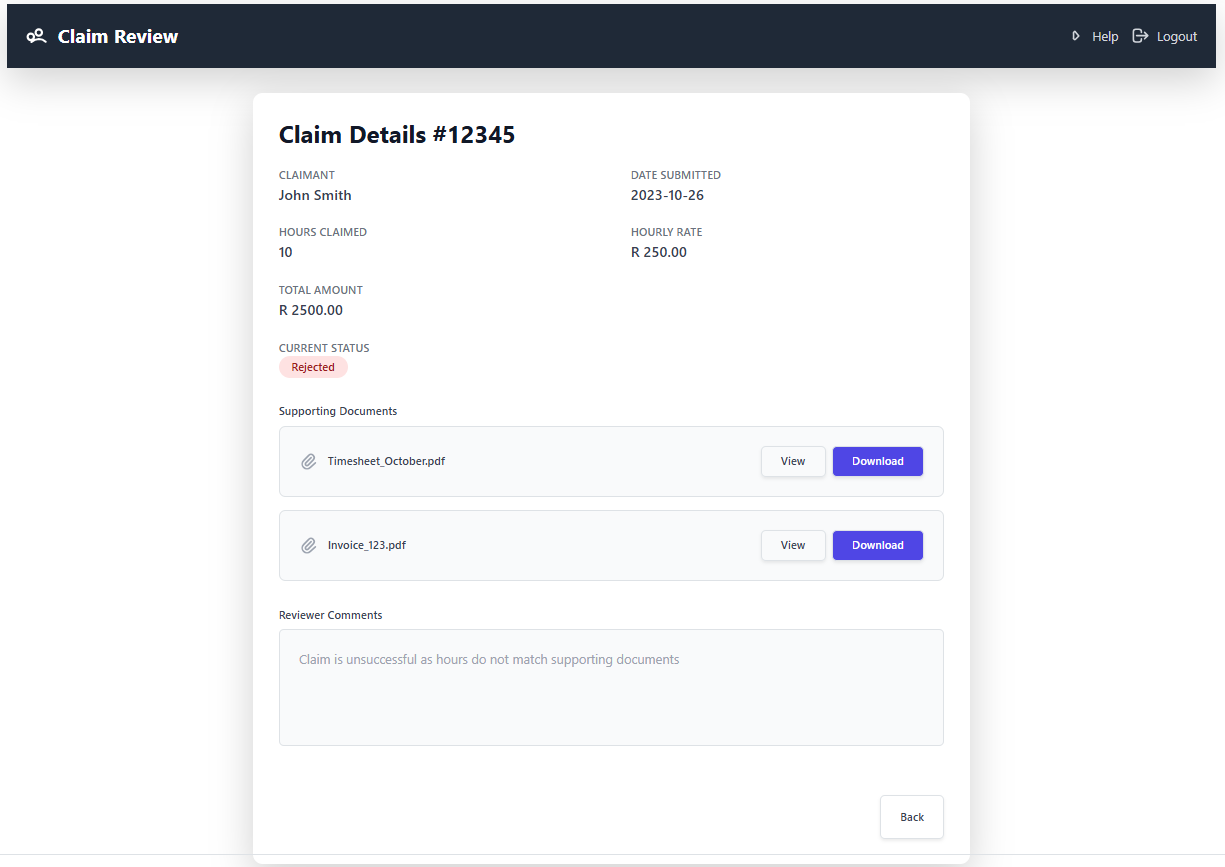 Claim Review
Help
Logout
Claim Details #12345
CLAIMANT
DATE SUBMITTED
John Smith
2023-10-26
HOURS CLAIMED
HOURLY RATE
10
R 250.00
TOTAL AMOUNT
R 2500.00
CURRENT STATUS
Rejected
Supporting Documents
Timesheet_October.pdf
View
Download
Invoice_123.pdf
View
Download
Reviewer Comments
Claim is unsuccessful as hours do not match supporting documents
Back